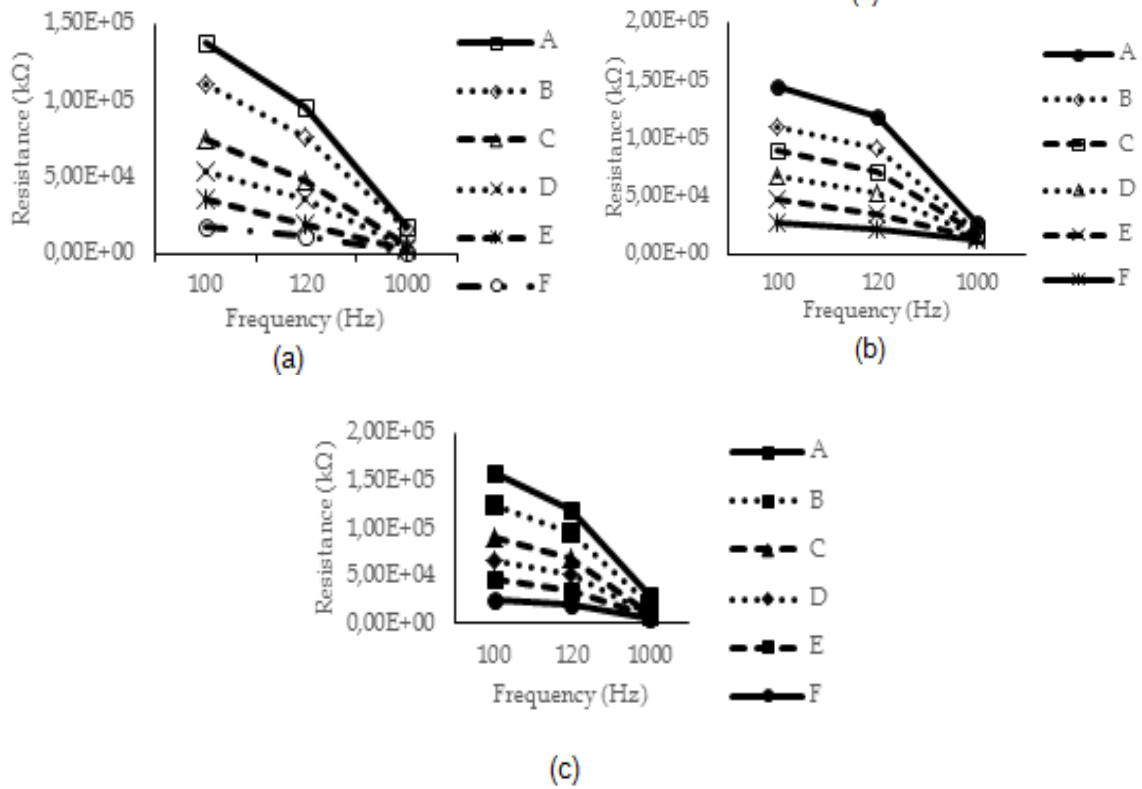 1,50E+05
1,00E+05
5,00E+04
0,00E+00
Resistance (kΩ)
100 120 1000
Frequency (Hz)
A
B
C
D
E
F
(a)
2,00E+05
1,50E+05
1,00E+05
5,00E+04
0,00E+00
Resistance (kΩ)
100 120 1000
Frequency (Hz)
A
B
C
D
E
F
(b)
2,00E+05
1,50E+05
1,00E+05
5,00E+04
0,00E+00
Resistance (kΩ)
100 120 1000
Frequency (Hz)
A
B
C
D
E
F
(c)